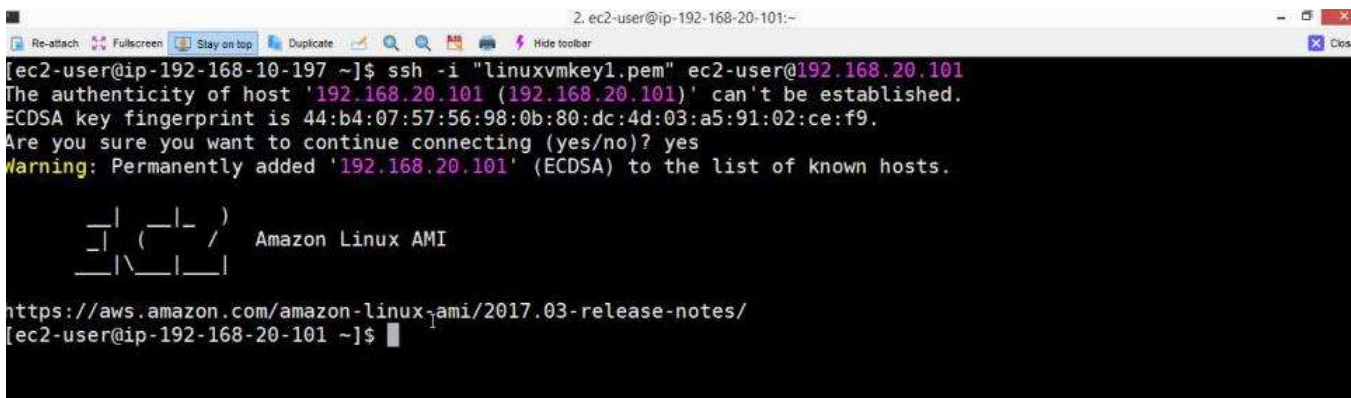 2. ec2-user@ip-192-168-20-101:~
Re-attach Fullscreen Stay on top Duplicate Hide toolbar Clos
[ec2-user@ip-192-168-10-197 ~]$ ssh -i "linuxvmkey1.pem" ec2-user@192.168.20.101
The authenticity of host '192.168.20.101 (192.168.20.101)' can't be established.
ECDSA key fingerprint is 44:b4:07:57:56:98:0b:80:dc:4d:03:a5:91:02:ce:f9.
Are you sure you want to continue connecting (yes/no)? yes
Warning: Permanently added '192.168.20.101' (ECDSA) to the list of known hosts.
__|  __|_  )
_|  (     /   Amazon Linux AMI
___|\___|___|
https://aws.amazon.com/amazon-linux-ami/2017.03-release-notes/
[ec2-user@ip-192-168-20-101 ~]$